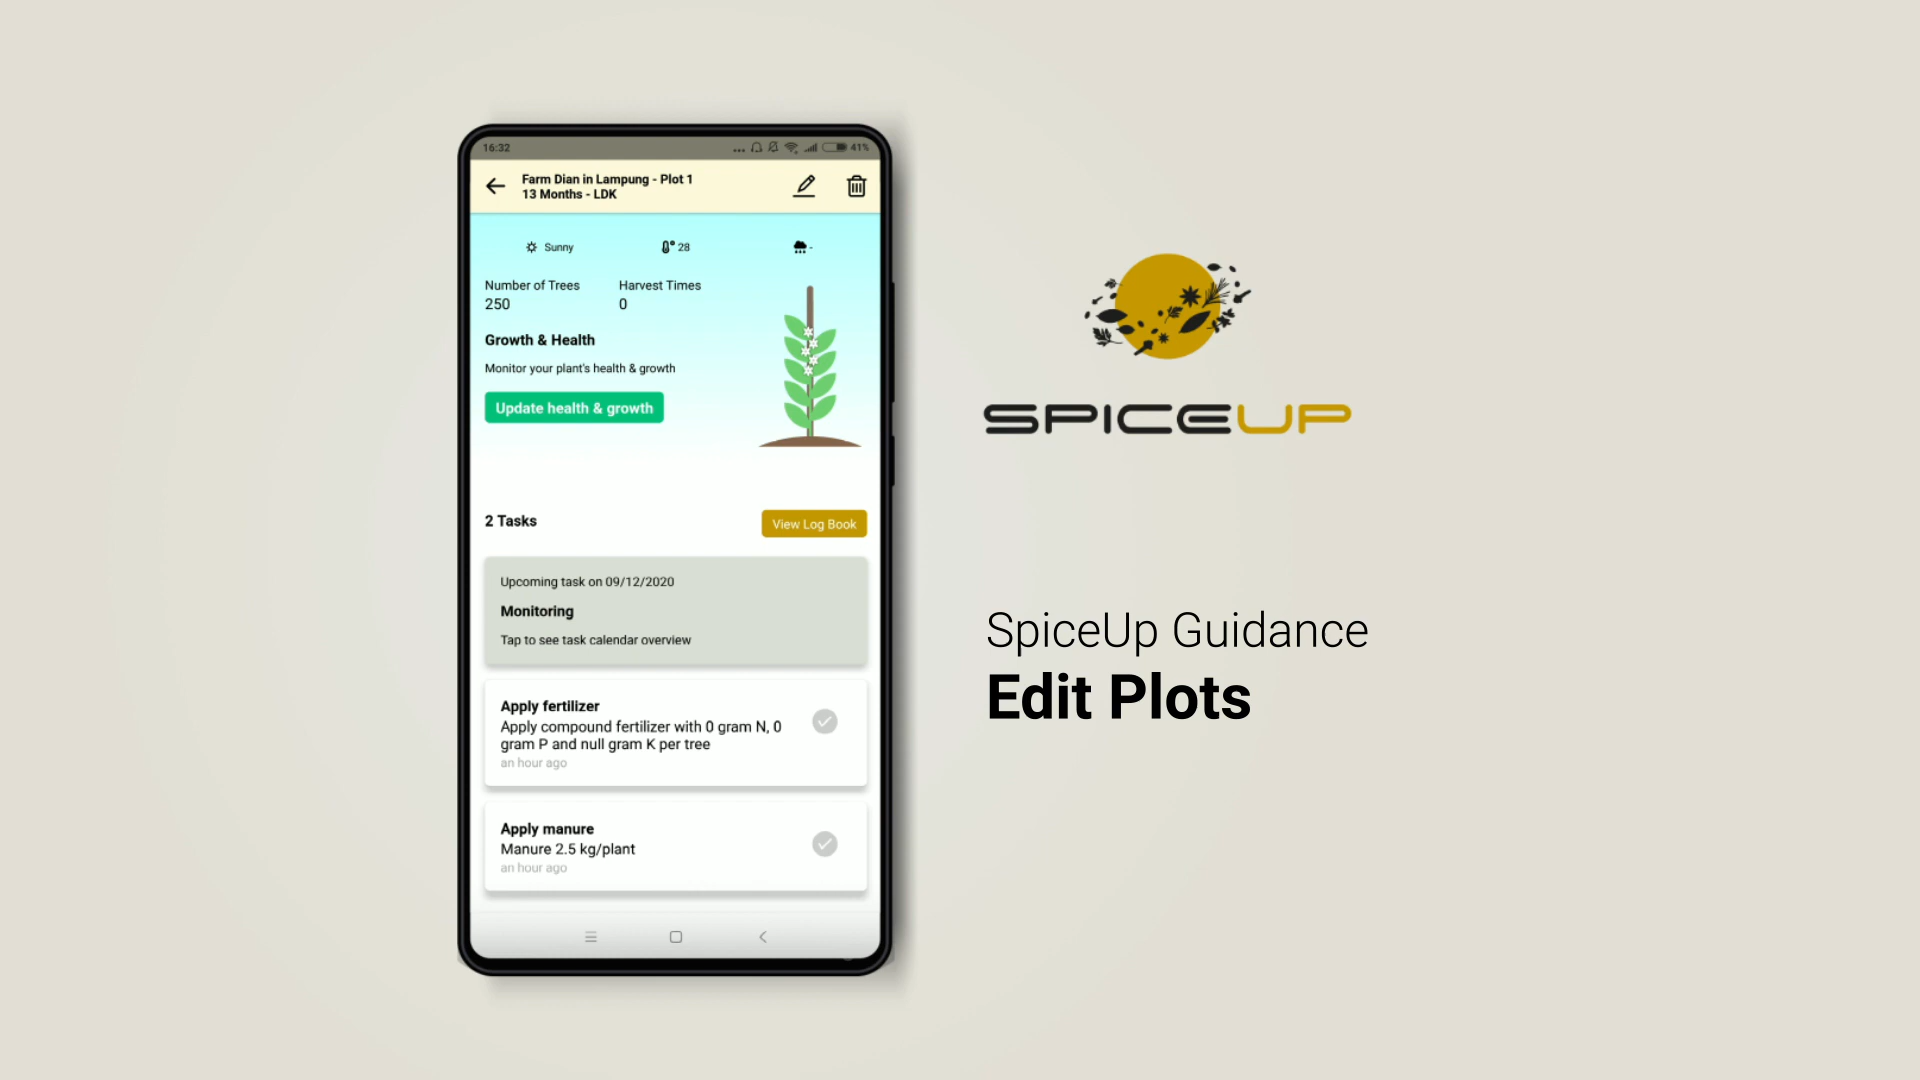 16:32
41%
Farm Dian in Lampung - Plot 1
13 Months - LDK
Sunny
28
-
Number of Trees
Harvest Times
250
0
Growth & Health
Monitor your plant's health & growth
Update health & growth
2 Tasks
View Log Book
Upcoming task on 09/12/2020
Monitoring
Tap to see task calendar overview
Apply fertilizer
Apply compound fertilizer with 0 gram N, 0
gram P and null gram K per tree
an hour ago
Apply manure
Manure 2.5 kg/plant
an hour ago
SPICEUP
SpiceUp Guidance
Edit Plots